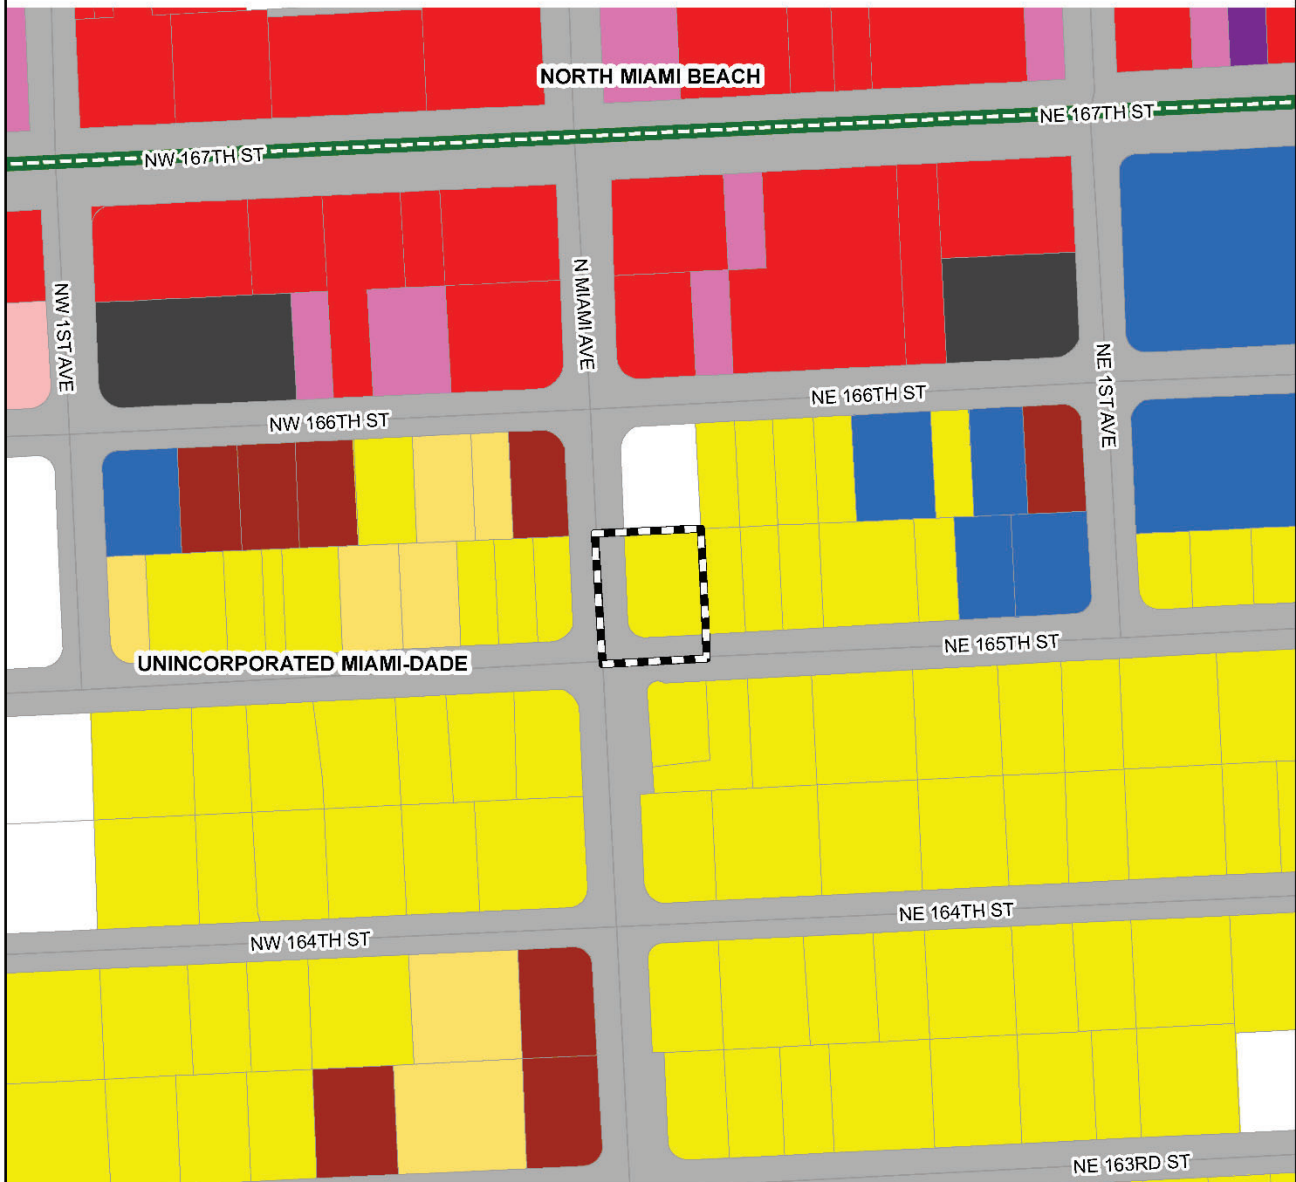 NORTH MIAMI BEACH
NE 167TH ST
NW 167TH ST
NW 1ST AVE
N MIAMI AVE
NE 1ST AVE
NE 166TH ST
NW 166TH ST
NE 165TH ST
UNINCORPORATED MIAMI-DADE
NE 164TH ST
NW 164TH ST
NE 163RD ST